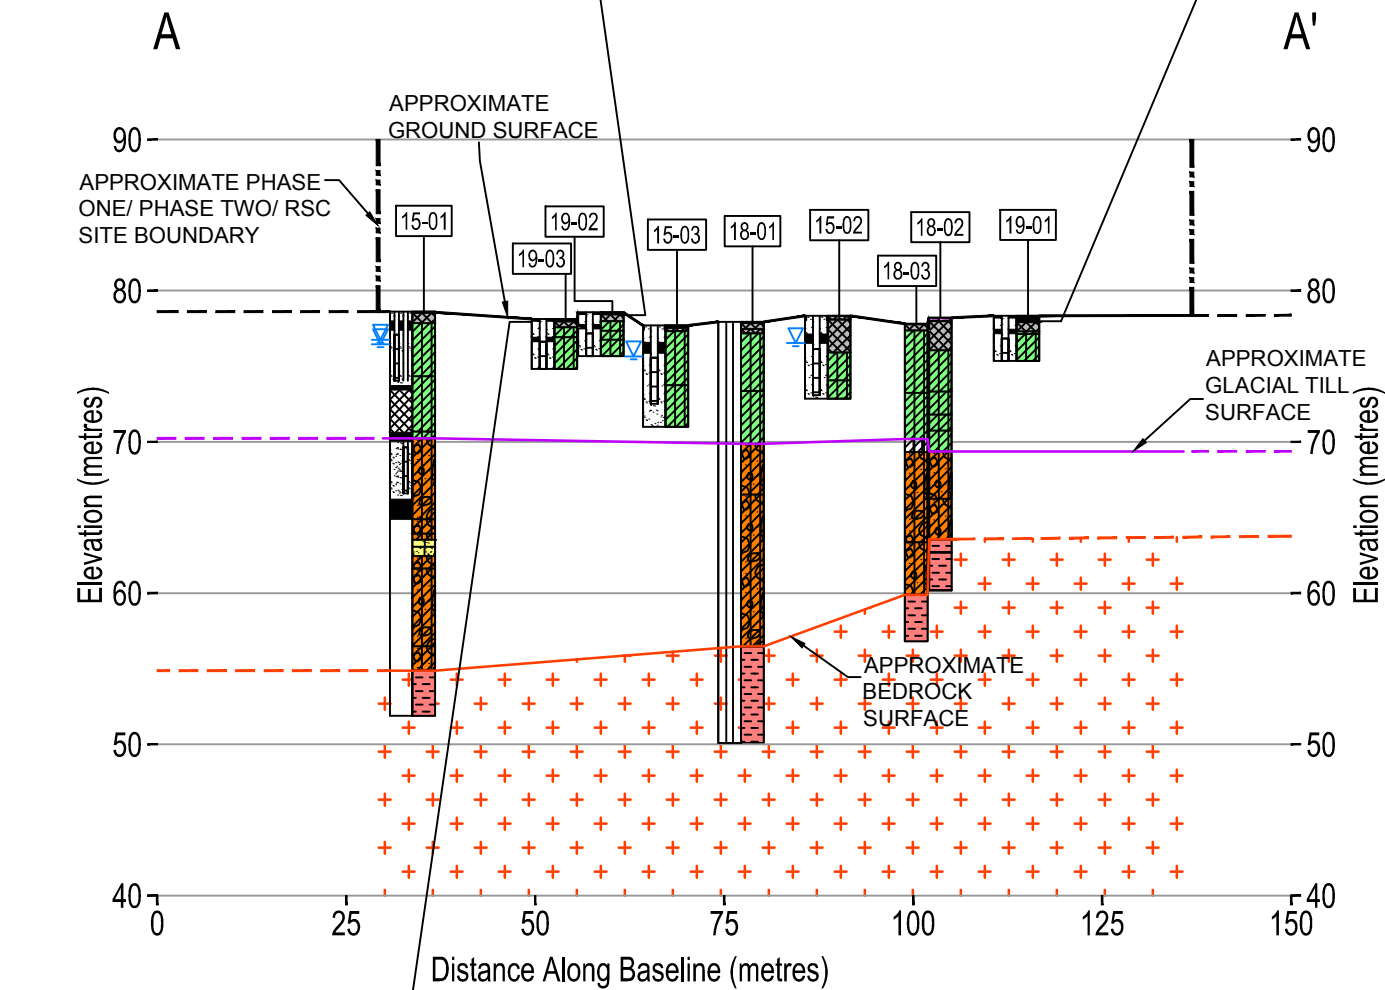 A
A'
APPROXIMATE
GROUND SURFACE
90
90
APPROXIMATE PHASE
ONE/ PHASE TWO/ RSC
SITE BOUNDARY
15-01
19-02
19-03
15-03
18-01
15-02
18-02
18-03
19-01
80
80
APPROXIMATE
GLACIAL TILL
SURFACE
70
70
Elevation (metres)
Elevation (metres)
60
60
APPROXIMATE
BEDROCK
SURFACE
50
50
40
40
0
25
50
75
100
125
150
Distance Along Baseline (metres)